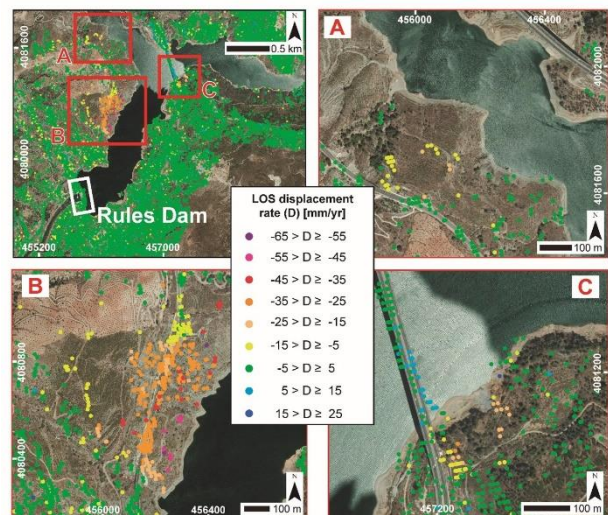 A
B
C
N
0.5 km
4081600
4080000
455200
457000
Rules Dam
A
456000
456400
4082000
4081600
N
100 m
LOS displacement
rate (D) [mm/yr]
-65 > D ≥ -55
-55 > D ≥ -45
-45 > D ≥ -35
-35 > D ≥ -25
-25 > D ≥ -15
-15 > D ≥ -5
-5 > D ≥ 5
5 > D ≥ 15
15 > D ≥ 25
B
4080800
4080400
456000
456400
N
100 m
C
4081200
457200
N
100 m